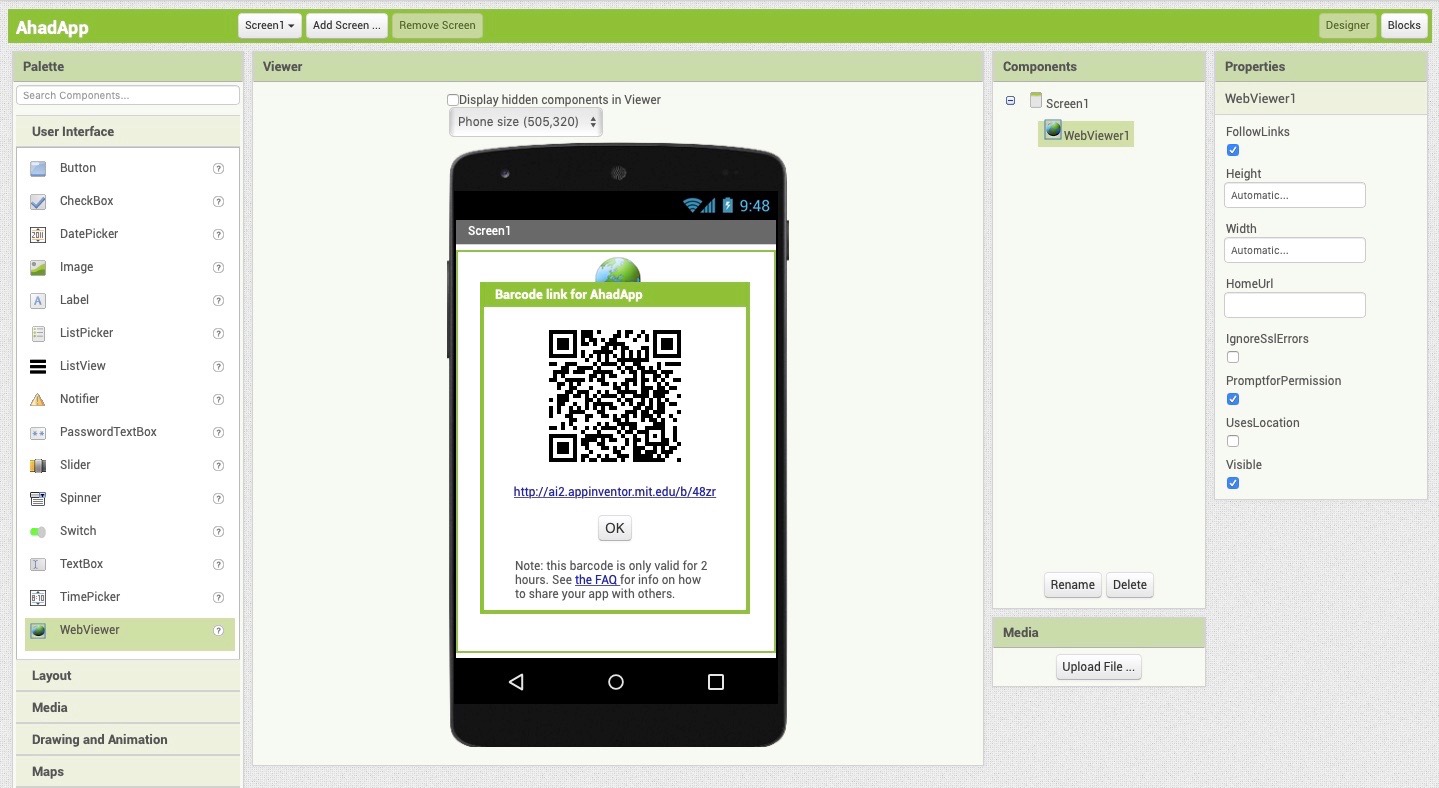 AhadApp
Screen1
Add Screen ...
Remove Screen
Designer
Blocks
Palette
Search Components...
User Interface
Button
?
CheckBox
?
DatePicker
?
Image
?
Label
?
ListPicker
?
ListView
?
Notifier
?
PasswordTextBox
?
Slider
?
Spinner
?
Switch
?
TextBox
?
TimePicker
?
WebViewer
?
Layout
Media
Drawing and Animation
Maps
Viewer
Display hidden components in Viewer
Phone size (505,320)
9:48
Screen1
Barcode link for AhadApp
http://ai2.appinventor.mit.edu/b/48zr
OK
Note: this barcode is only valid for 2
hours. See the FAQ for info on how
to share your app with others.
Components
Screen1
WebViewer1
Rename
Delete
Media
Upload File ...
Properties
WebViewer1
FollowLinks
Height
Automatic...
Width
Automatic...
HomeUrl
IgnoreSslErrors
PromptforPermission
UsesLocation
Visible